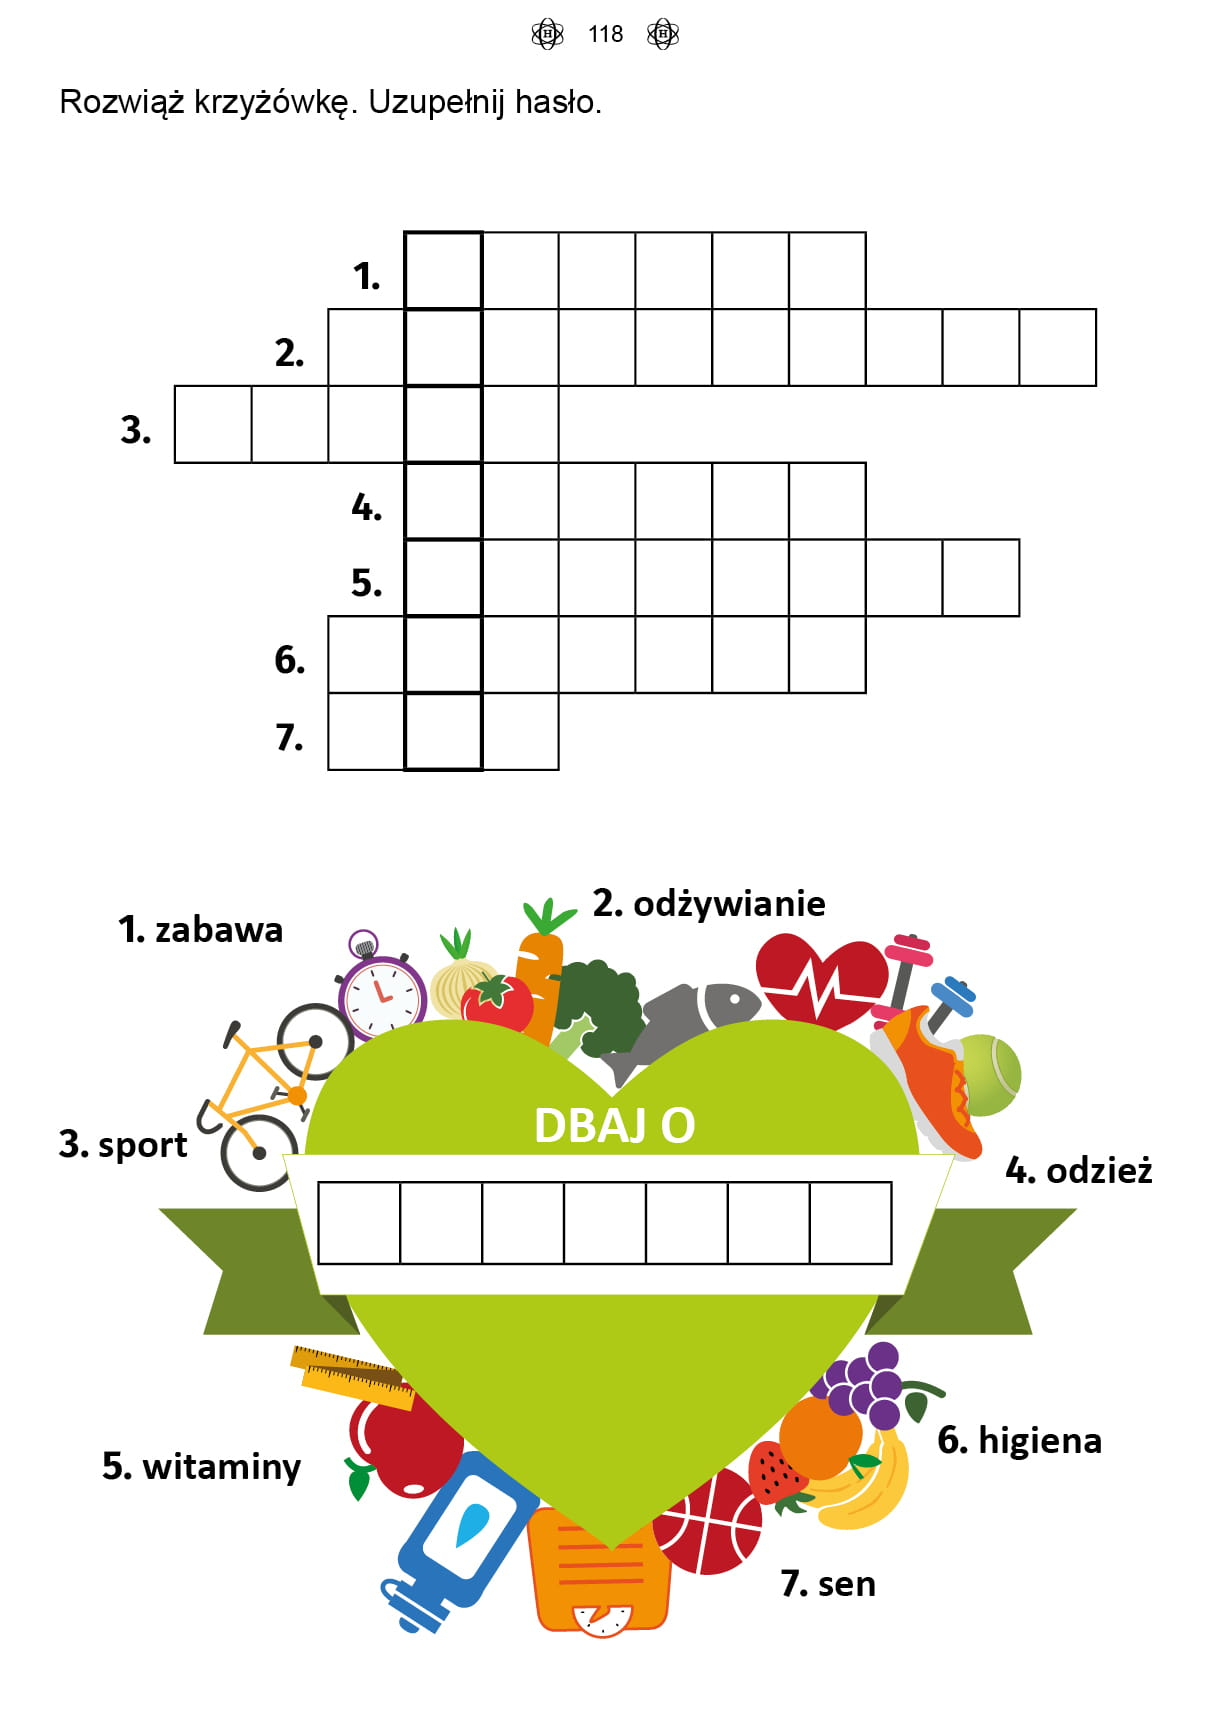 118
Rozwiąż krzyżówkę. Uzupełnij hasło.
1.
2.
3.
4.
5.
6.
7.
1. zabawa
2. odżywianie
3. sport
DBAJ O
4. odzież
5. witaminy
6. higiena
7. sen